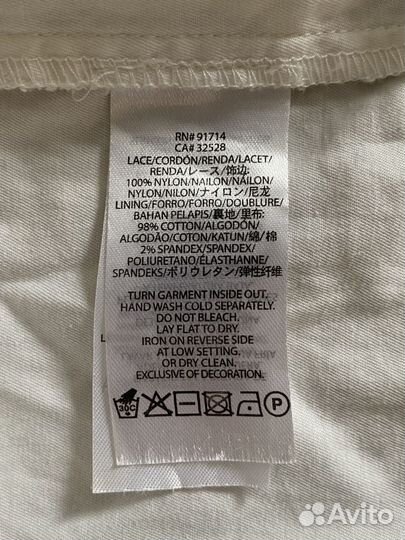 RN# 91714
CA# 32528
LACE/CORDÓN/RENDA/LACET/
RENDA/レース/饰边:
100% NYLON/NAILON/NÁILON/
NYLON/NILON/ナイロン/尼龙
LINING/FORRO/FORRO/DOUBLURE/
BAHAN PELAPIS/裏地/里布:
98% COTTON/ALGODÓN/
ALGODÃO/COTON/KATUN/綿/棉
2% SPANDEX/SPANDEX/
POLIURETANO/ÉLASTHANNE/
SPANDEKS/ポリウレタン/弹性纤维
TURN GARMENT INSIDE OUT.
HAND WASH COLD SEPARATELY.
DO NOT BLEACH.
LAY FLAT TO DRY.
IRON ON REVERSE SIDE
AT LOW SETTING.
OR DRY CLEAN.
EXCLUSIVE OF DECORATION.
30C P
Avito